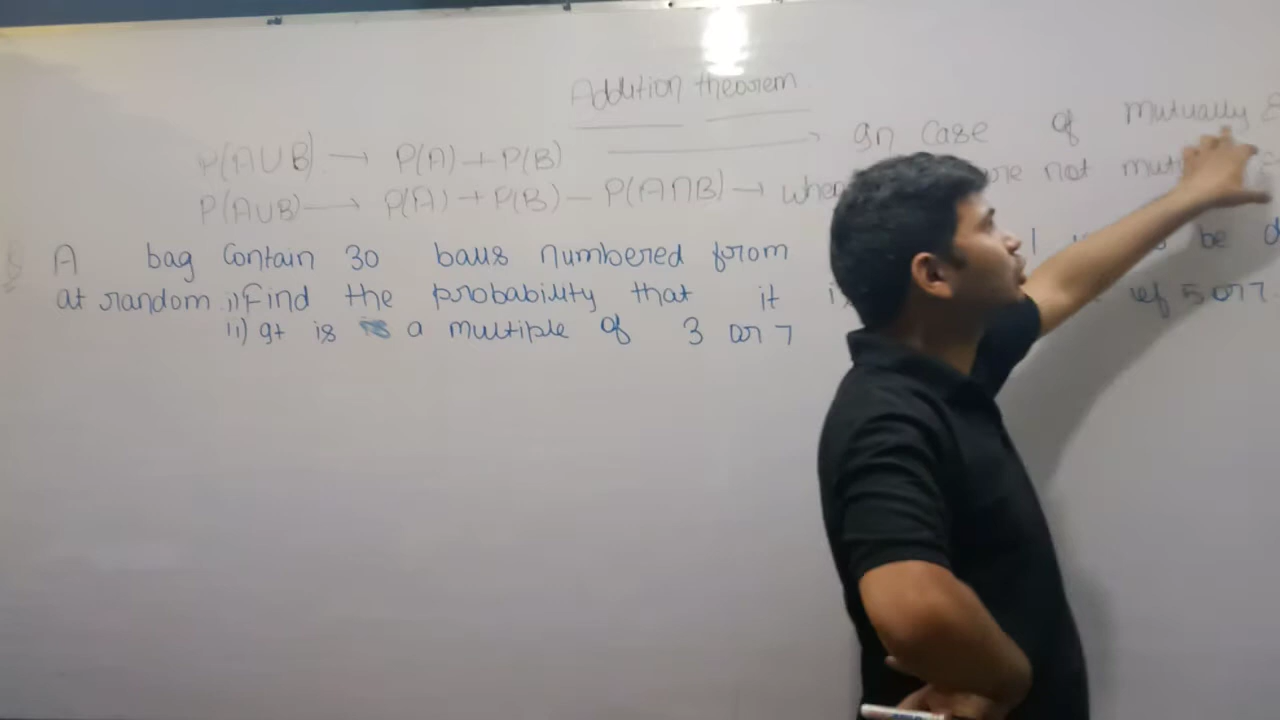 Addition theorem
P(AUB) → P(A) + P(B) → In Case of Mutually
P(AUB) → P(A) + P(B) - P(A∩B) → when are not
A bag Contain 30 balls numbered from be
at random i) Find the probability that it of 5 or 7.
ii) It is a multiple of 3 or 7